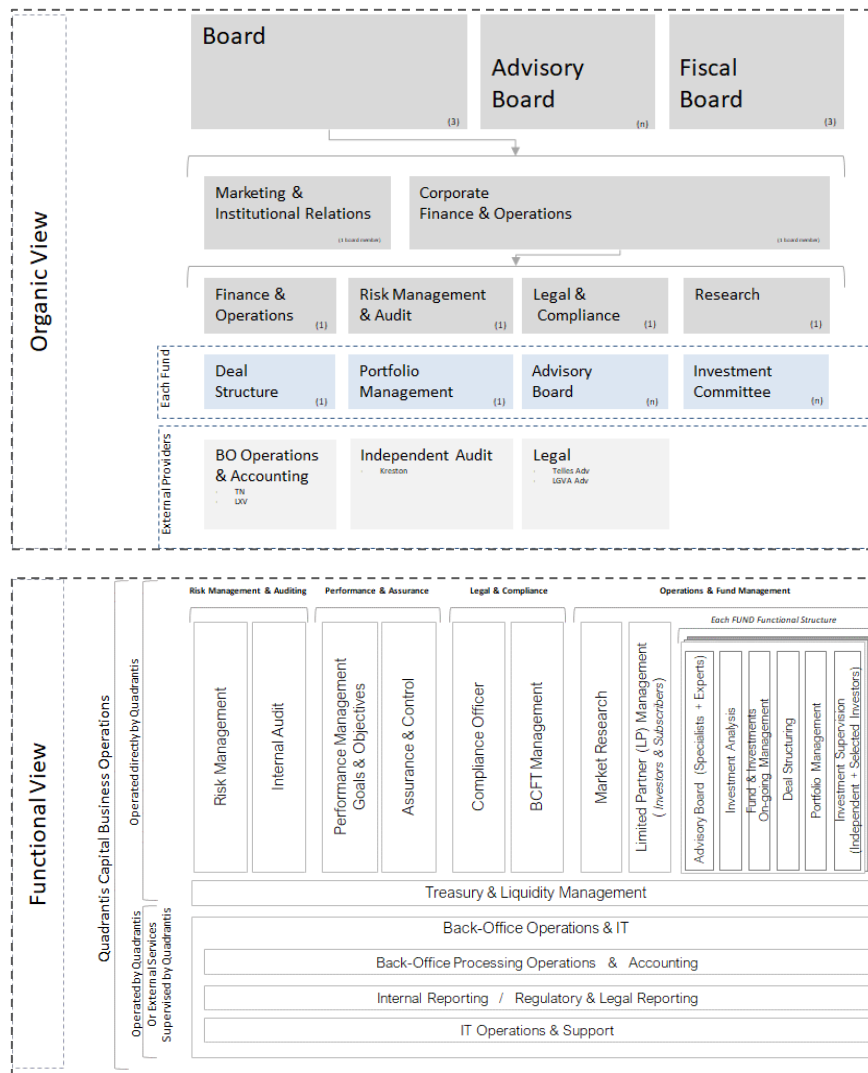 Organic View
Board
{3}
Advisory
Board
{n}
Fiscal
Board
{3}
Marketing &
Institutional Relations
Corporate
Finance & Operations
Finance &
Operations
{1}
Risk Management
& Audit
{1}
Legal &
Compliance
{1}
Research
{1}
Each Fund
Deal
Structure
{1}
Portfolio
Management
{1}
Advisory
Board
{n}
Investment
Committee
{n}
External Providers
BO Operations
& Accounting
TN
LXV
Independent Audit
Kreston
Legal
Telles Adv
LGVA Adv
Functional View
Quadrantis Capital Business Operations
Operated directly by Quadrantis
Risk Management & Auditing
Performance & Assurance
Legal & Compliance
Operations & Fund Management
Each FUND Functional Structure
Risk Management
Internal Audit
Performance Management
Goals & Objectives
Assurance & Control
Compliance Officer
BCFT Management
Market Research
Limited Partner (LP) Management
( Investors & Subscribers)
Advisory Board (Specialists + Experts)
Investment Analysis
Fund & Investments
On-going Management
Deal Structuring
Portfolio Management
Investment Supervision
(Independent + Selected Investors)
Treasury & Liquidity Management
Operated by Quadrantis
Or External Services
Supervised by Quadrantis
Back-Office Operations & IT
Back-Office Processing Operations & Accounting
Internal Reporting / Regulatory & Legal Reporting
IT Operations & Support